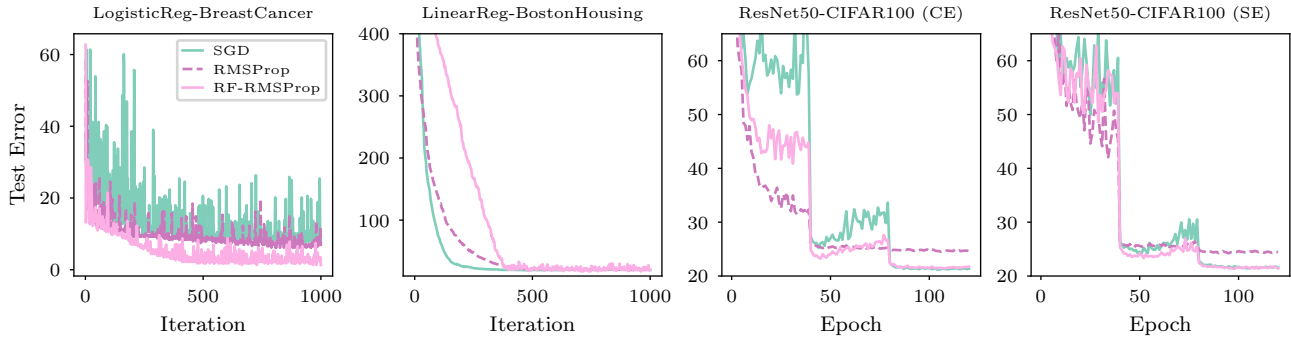 LogisticReg-BreastCancer
LinearReg-BostonHousing
ResNet50-CIFAR100 (CE)
ResNet50-CIFAR100 (SE)
Test Error
60
40
20
0
SGD
RMSProp
RF-RMSProp
0
500
1000
Iteration
400
300
200
100
0
500
1000
Iteration
60
50
40
30
20
0
50
100
Epoch
60
50
40
30
20
0
50
100
Epoch